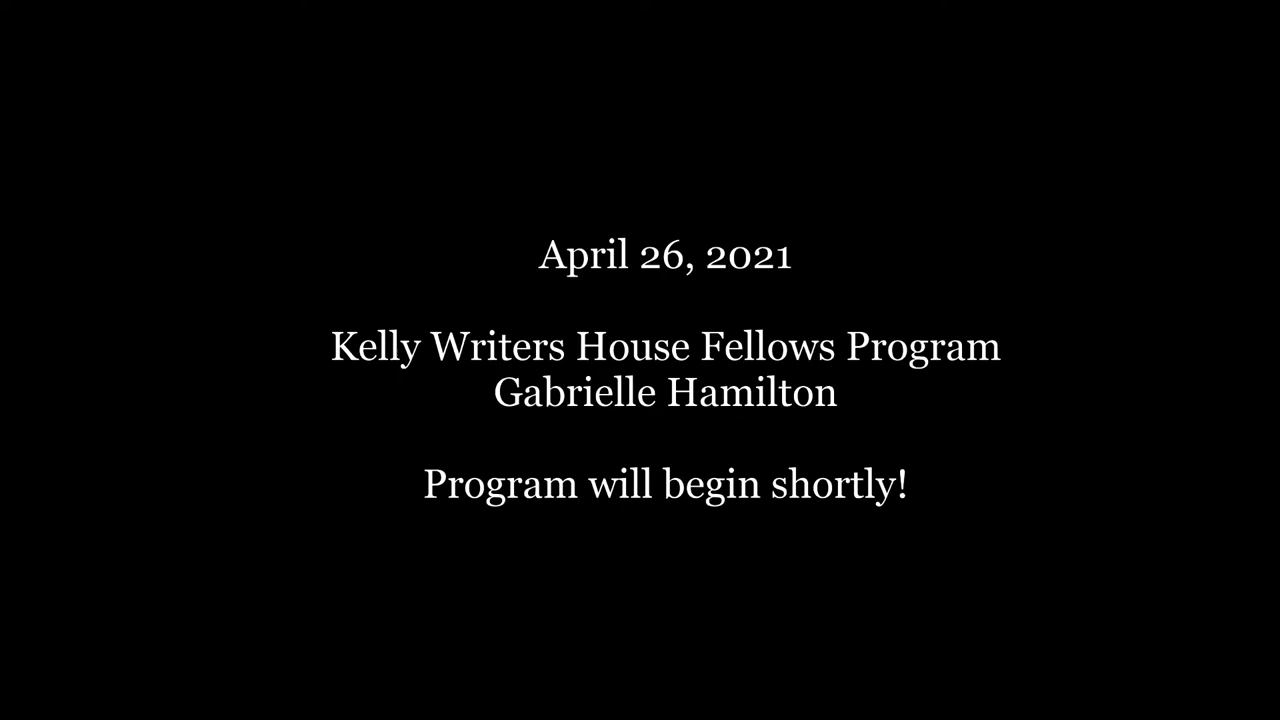 April 26, 2021
Kelly Writers House Fellows Program
Gabrielle Hamilton
Program will begin shortly!